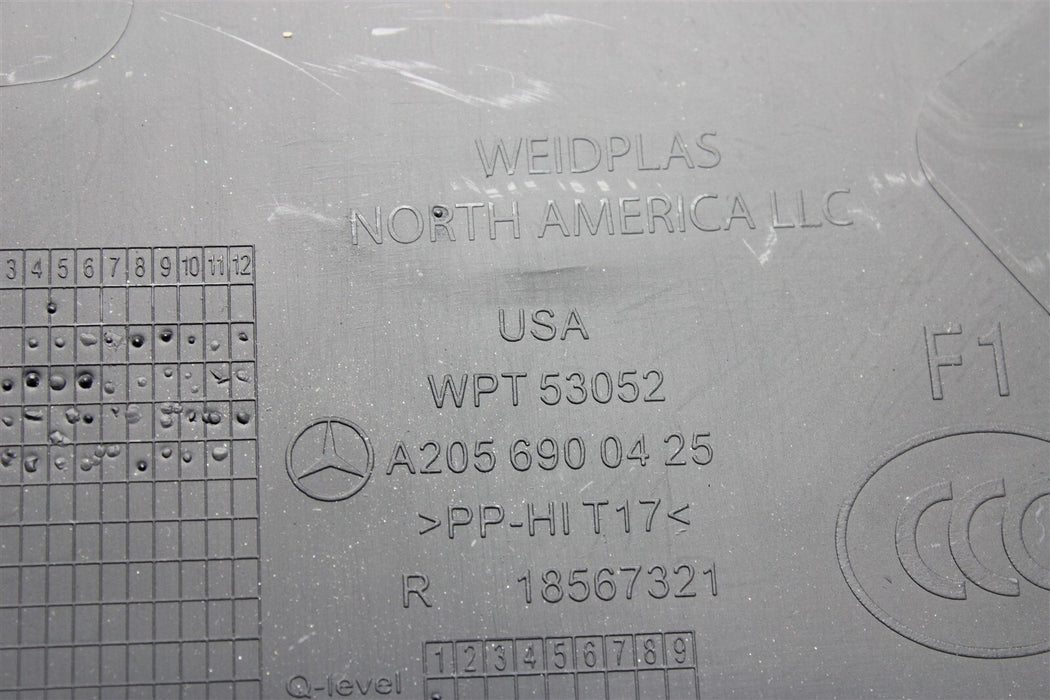 WEIDPLAS
NORTH AMERICA LLC
3 4 5 6 7 8 9 10 11 12
USA
F1
WPT 53052
A205 690 04 25
>PP-HI T17<
CCC
R 18567321
1 2 3 4 5 6 7 8 9
Q-level